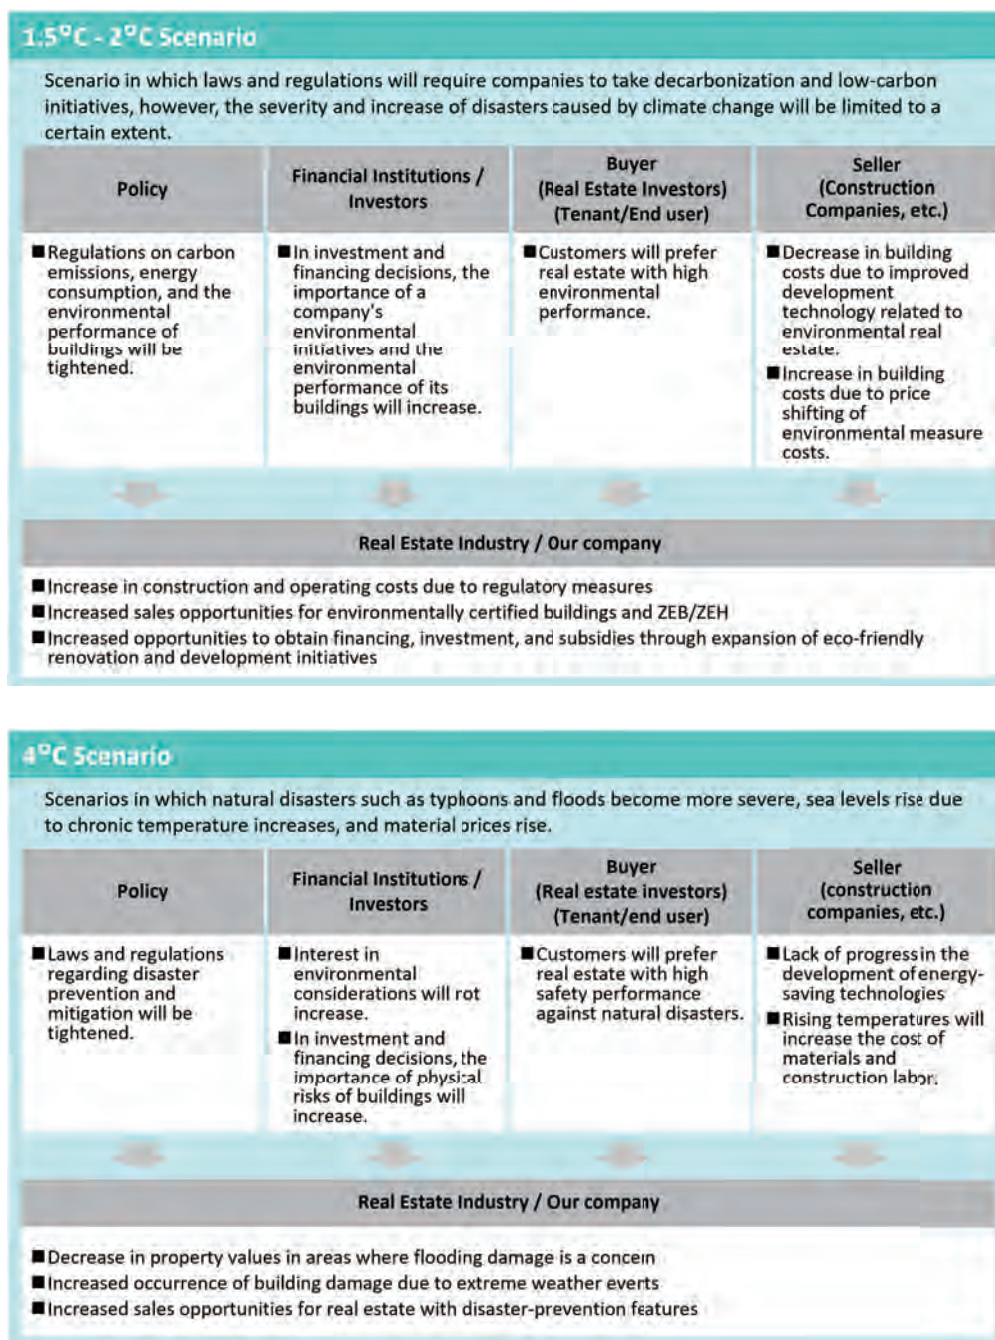 1.5°C - 2°C Scenario
Scenario in which laws and regulations will require companies to take decarbonization and low-carbon
initiatives, however, the severity and increase of disasters caused by climate change will be limited to a
certain extent.
Policy
Financial Institutions /
Investors
Buyer
(Real Estate Investors)
(Tenant/End user)
Seller
(Construction
Companies, etc.)
■Regulations on carbon
emissions, energy
consumption, and the
environmental
performance of
buildings will be
tightened.
■In investment and
financing decisions, the
importance of a
company's
environmental
initiatives and the
environmental
performance of its
buildings will increase.
■Customers will prefer
real estate with high
environmental
performance.
■Decrease in building
costs due to improved
development
technology related to
environmental real
estate.
■Increase in building
costs due to price
shifting of
environmental measure
costs.
Real Estate Industry / Our company
■Increase in construction and operating costs due to regulatory measures
■Increased sales opportunities for environmentally certified buildings and ZEB/ZEH
■Increased opportunities to obtain financing, investment, and subsidies through expansion of eco-friendly
renovation and development initiatives
4°C Scenario
Scenarios in which natural disasters such as typhoons and floods become more severe, sea levels rise due
to chronic temperature increases, and material prices rise.
Policy
Financial Institutions /
Investors
Buyer
(Real estate investors)
(Tenant/end user)
Seller
(construction
companies, etc.)
■Laws and regulations
regarding disaster
prevention and
mitigation will be
tightened.
■Interest in
environmental
considerations will not
increase.
■In investment and
financing decisions, the
importance of physical
risks of buildings will
increase.
■Customers will prefer
real estate with high
safety performance
against natural disasters.
■Lack of progress in the
development of energy-
saving technologies
■Rising temperatures will
increase the cost of
materials and
construction labor.
Real Estate Industry / Our company
■Decrease in property values in areas where flooding damage is a concern
■Increased occurrence of building damage due to extreme weather events
■Increased sales opportunities for real estate with disaster-prevention features